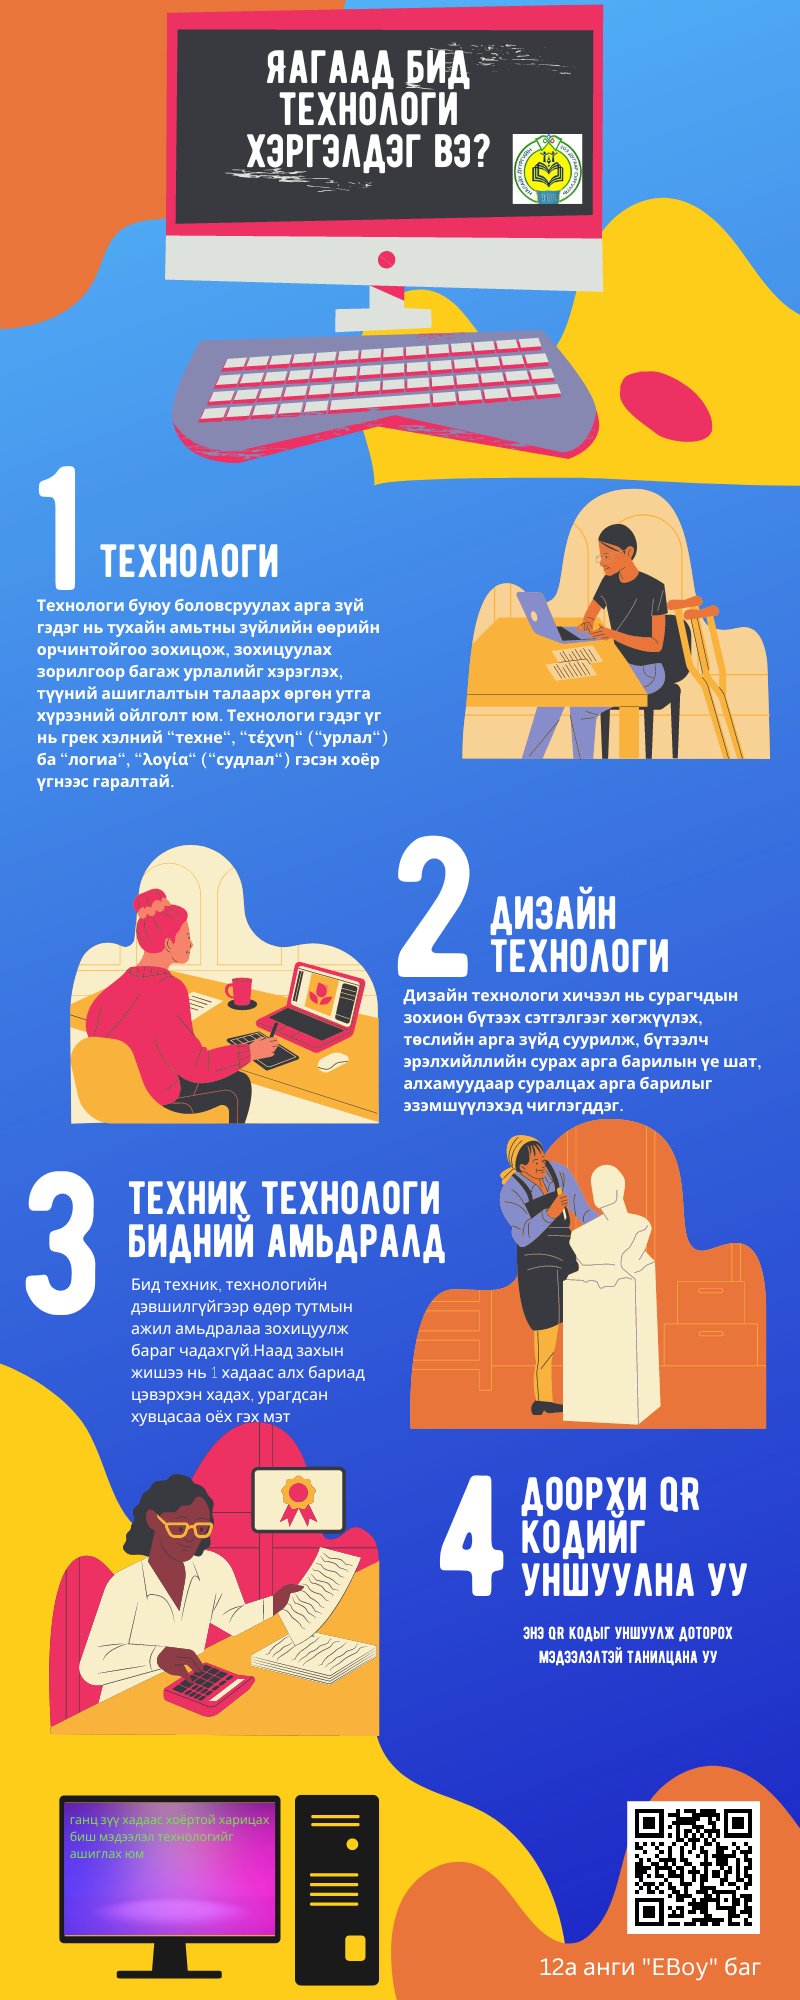 ЯАГААД БИД
ТЕХНОЛОГИ
ХЭРГЭЛДЭГ ВЭ?
1
ТЕХНОЛОГИ
Технологи буюу боловсруулах арга зүй
гэдэг нь тухайн амьтны зүйлийн өөрийн
орчинтойгоо зохицож, зохицуулах
зорилгоор багаж урлалийг хэрэглэх,
түүний ашиглалтын талаарх өргөн утга
хүрээний ойлголт юм. Технологи гэдэг үг
нь грек хэлний “техне“, “τέχνη“ (“урлал“)
ба “логиа“, “λογία“ (“судлал“) гэсэн хоёр
үгнээс гаралтай.
2
ДИЗАЙН
ТЕХНОЛОГИ
Дизайн технологи хичээл нь сурагчдын
зохион бүтээх сэтгэлгээг хөгжүүлэх,
төслийн арга зүйд суурилж, бүтээлч
эрэлхийллийн сурах арга барилын үе шат,
алхамуудаар суралцах арга барилыг
эзэмшүүлэхэд чиглэгддэг.
3
ТЕХНИК ТЕХНОЛОГИ
БИДНИЙ АМЬДРАЛД
Бид техник, технологийн
дэвшилгүйгээр өдөр тутмын
ажил амьдралаа зохицуулж
бараг чадахгүй.Наад захын
жишээ нь 1 хадаас алх бариад
цэвэрхэн хадах, урагдсан
хувцасаа оёх гэх мэт
4
ДООРХИ QR
КОДИЙГ
УНШУУЛНА УУ
ЭНЭ QR КОДЫГ УНШУУЛЖ ДОТОРОХ
МЭДЭЭЛЭЛТЭЙ ТАНИЛЦАНА УУ
ганц зүү хадаас хоёртой харицах
биш мэдээлэл технологийг
ашиглах юм
12а анги "EBoy" баг